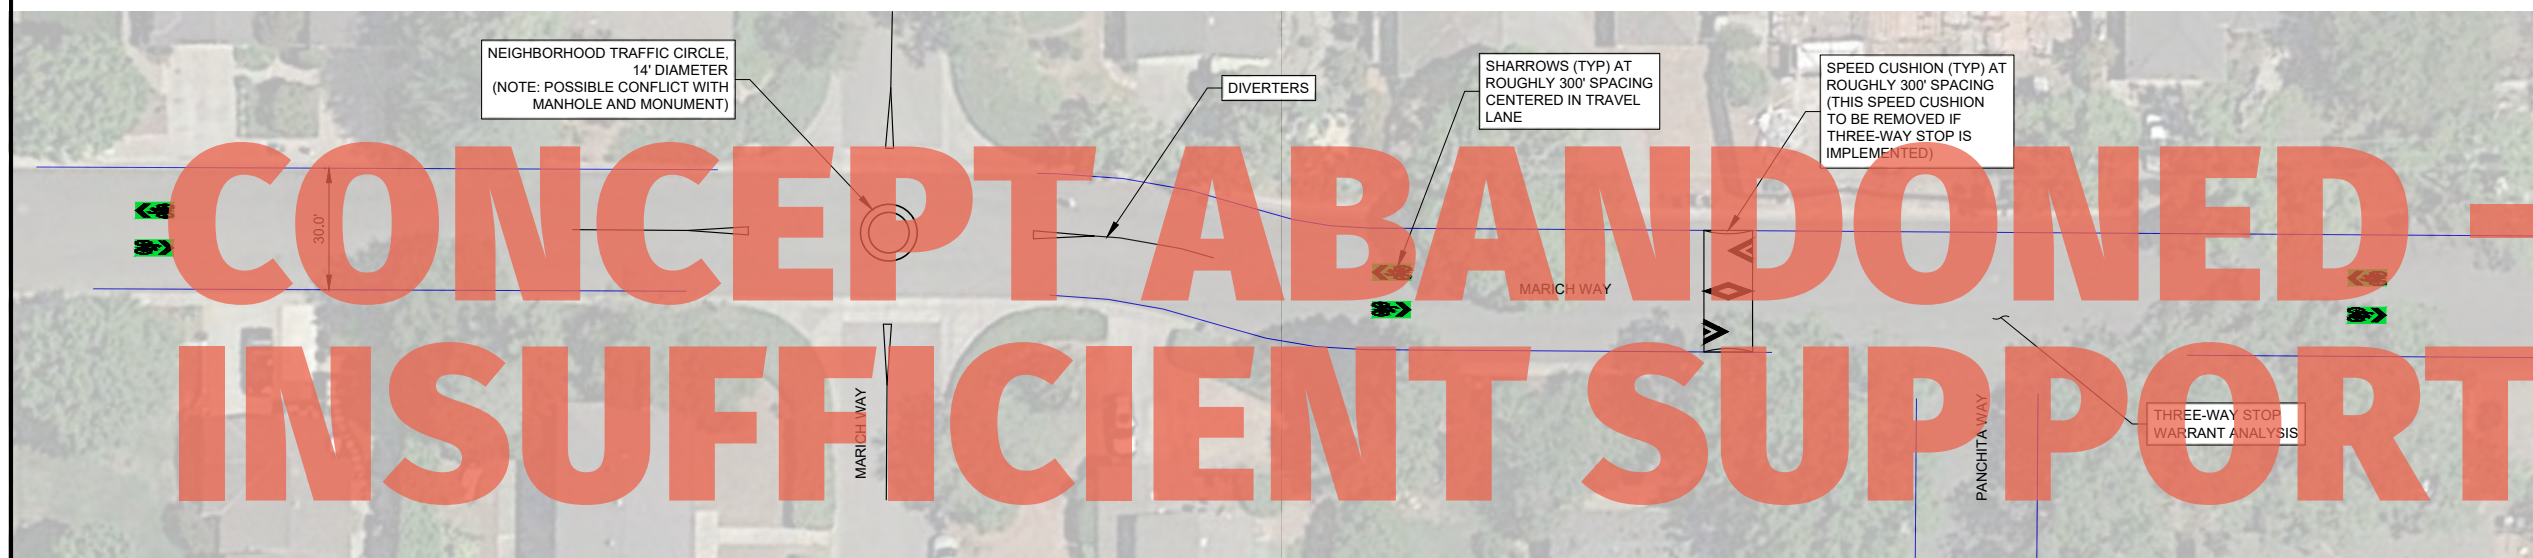 NEIGHBORHOOD TRAFFIC CIRCLE,
14' DIAMETER
(NOTE: POSSIBLE CONFLICT WITH
MANHOLE AND MONUMENT)
DIVERTERS
SHARROWS (TYP) AT
ROUGHLY 300' SPACING
CENTERED IN TRAVEL
LANE
SPEED CUSHION (TYP) AT
ROUGHLY 300' SPACING
(THIS SPEED CUSHION
TO BE REMOVED IF
THREE-WAY STOP IS
IMPLEMENTED)
30.0'
CONCEPT ABANDONED -
MARICH WAY
INSUFFICIENT SUPPORT
MARICH WAY
PANCHITA WAY
THREE-WAY STOP
WARRANT ANALYSIS